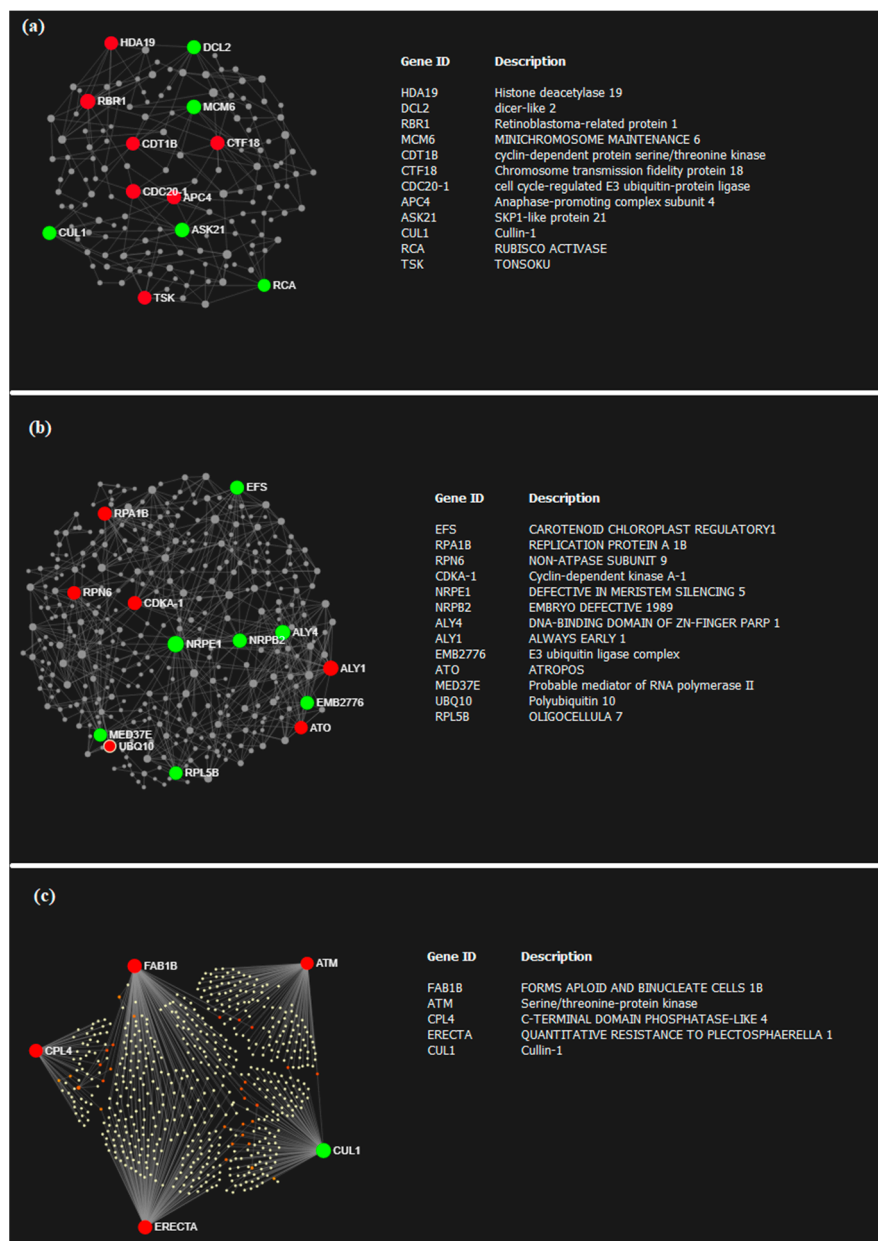 (a)
HDA19
DCL2
RBR1
MCM6
CDT1B
CTF18
CDC20-1
APC4
CUL1
ASK21
RCA
TSK
Gene ID Description
HDA19 Histone deacetylase 19
DCL2 dicer-like 2
RBR1 Retinoblastoma-related protein 1
MCM6 MINICHROMOSOME MAINTENANCE 6
CDT1B cyclin-dependent protein serine/threonine kinase
CTF18 Chromosome transmission fidelity protein 18
CDC20-1 cell cycle-regulated E3 ubiquitin-protein ligase
APC4 Anaphase-promoting complex subunit 4
ASK21 SKP1-like protein 21
CUL1 Cullin-1
RCA RUBISCO ACTIVASE
TSK TONSOKU
(b)
EFS
RPA1B
RPN6
CDKA-1
ALY4
NRPB2
NRPE1
ALY1
EMB2776
ATO
MED37E
UBQ10
RPL5B
Gene ID Description
EFS CAROTENOID CHLOROPLAST REGULATORY1
RPA1B REPLICATION PROTEIN A 1B
RPN6 NON-ATPASE SUBUNIT 9
CDKA-1 Cyclin-dependent kinase A-1
NRPE1 DEFECTIVE IN MERISTEM SILENCING 5
NRPB2 EMBRYO DEFECTIVE 1989
ALY4 DNA-BINDING DOMAIN OF ZN-FINGER PARP 1
ALY1 ALWAYS EARLY 1
EMB2776 E3 ubiquitin ligase complex
ATO ATROPOS
MED37E Probable mediator of RNA polymerase II
UBQ10 Polyubiquitin 10
RPL5B OLIGOCELLULA 7
(c)
FAB1B
ATM
CPL4
CUL1
ERECTA
Gene ID Description
FAB1B FORMS APLOID AND BINUCLEATE CELLS 1B
ATM Serine/threonine-protein kinase
CPL4 C-TERMINAL DOMAIN PHOSPHATASE-LIKE 4
ERECTA QUANTITATIVE RESISTANCE TO PLECTOSPHAERELLA 1
CUL1 Cullin-1